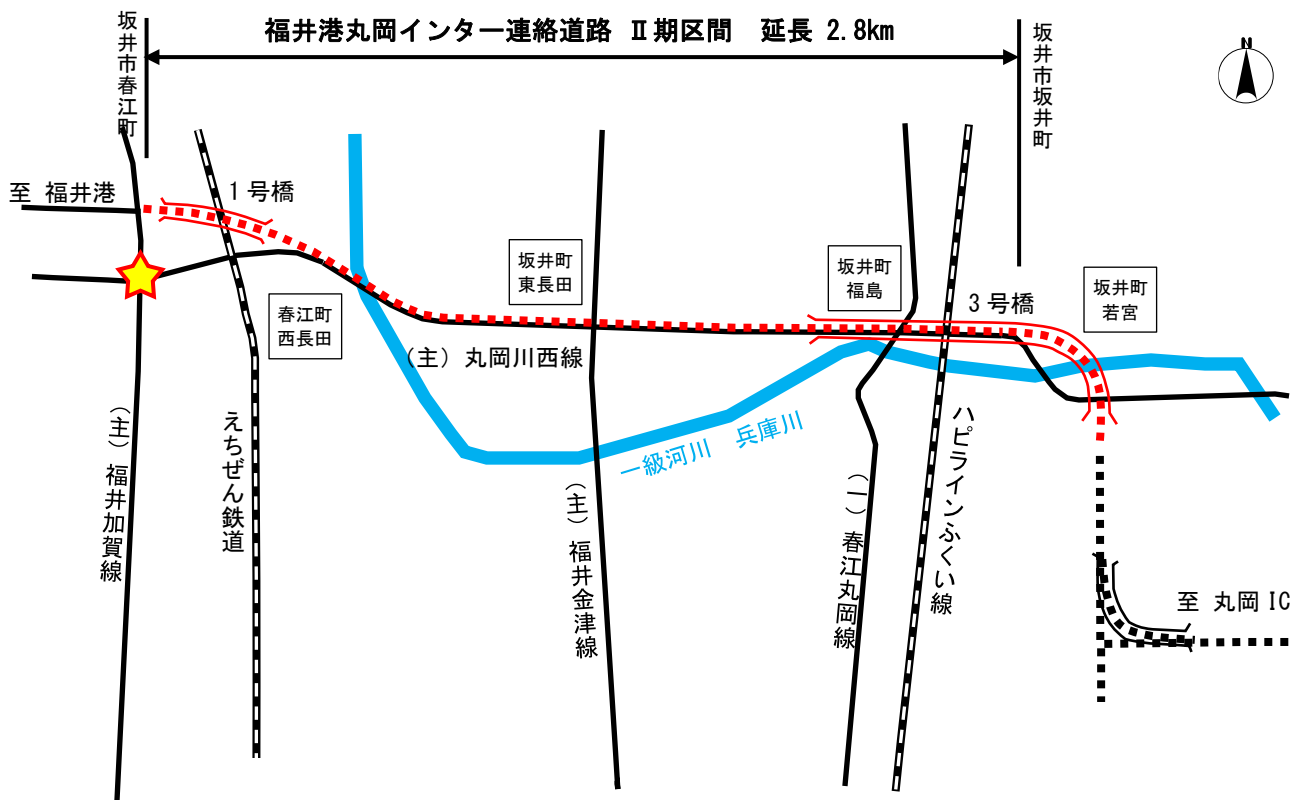 福井港丸岡インター連絡道路 Ⅱ期区間 延長 2.8km
坂井市春江町
坂井市坂井町
N
至 福井港
1号橋
坂井町
東長田
坂井町
福島
3号橋
坂井町
若宮
春江町
西長田
(主)丸岡川西線
一級河川 兵庫川
(主)福井加賀線
えちぜん鉄道
(主)福井金津線
(一)春江丸岡線
ハピラインふくい線
至 丸岡IC